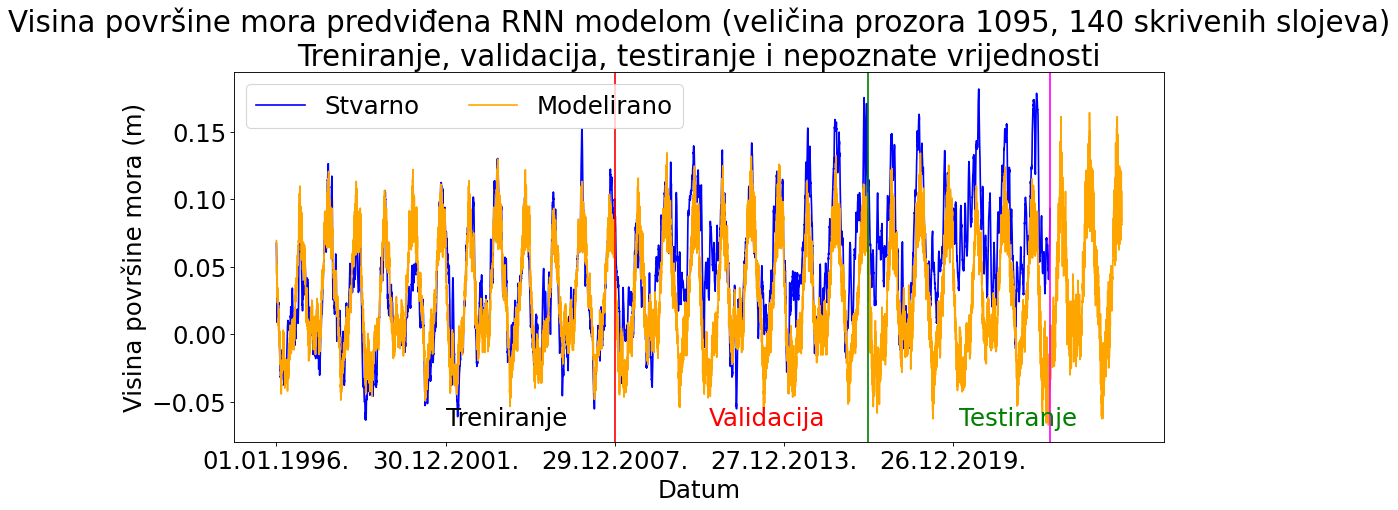 Visina površine mora predviđena RNN modelom (veličina prozora 1095, 140 skrivenih slojeva)
Treniranje, validacija, testiranje i nepoznate vrijednosti
Stvarno Modelirano
Visina površine mora (m)
0.15
0.10
0.05
0.00
−0.05
Treniranje Validacija Testiranje
01.01.1996. 30.12.2001. 29.12.2007. 27.12.2013. 26.12.2019.
Datum